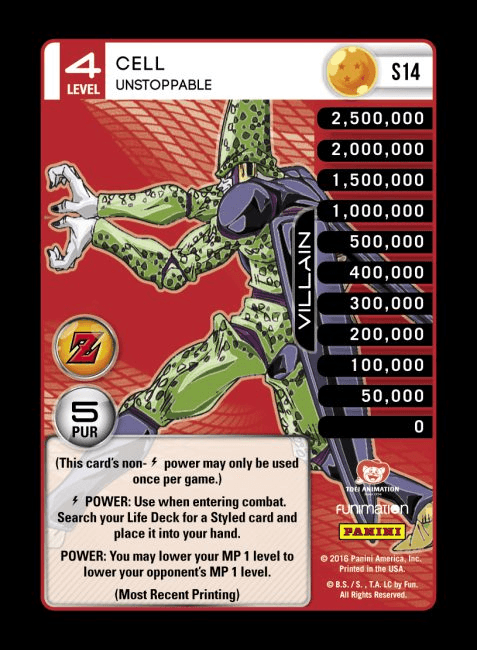 4
LEVEL
CELL
UNSTOPPABLE
S14
2,500,000
2,000,000
1,500,000
1,000,000
500,000
400,000
300,000
200,000
100,000
50,000
0
VILLAIN
Z
5
PUR
(This card's non- power may only be used
once per game.)
POWER: Use when entering combat.
Search your Life Deck for a Styled card and
place it into your hand.
POWER: You may lower your MP 1 level to
lower your opponent's MP 1 level.
(Most Recent Printing)
TOEI ANIMATION
FUNIMATION
PANINI
© 2016 Panini America, Inc.
Printed in the USA.
© B.S. / S. , T.A. LC by Fun.
All Rights Reserved.